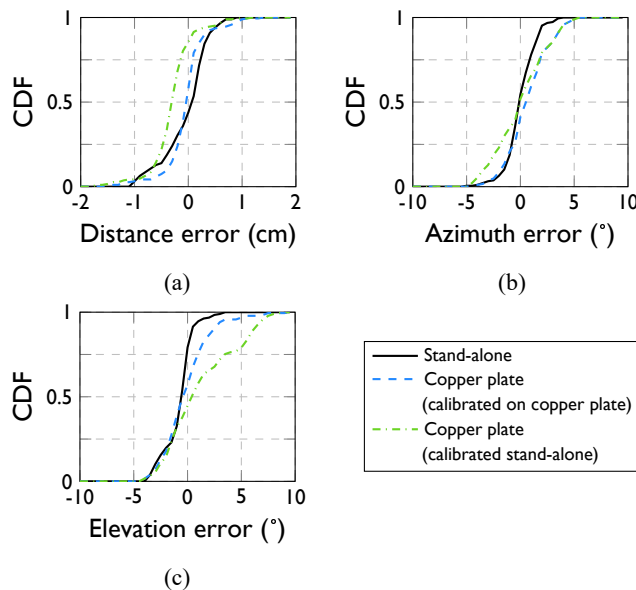 1
0.5
0
CDF
-2 -1 0 1 2
Distance error (cm)
(a)
1
0.5
0
CDF
-10 -5 0 5 10
Azimuth error (°)
(b)
1
0.5
0
CDF
-10 -5 0 5 10
Elevation error (°)
(c)
Stand-alone
Copper plate
(calibrated on copper plate)
Copper plate
(calibrated stand-alone)